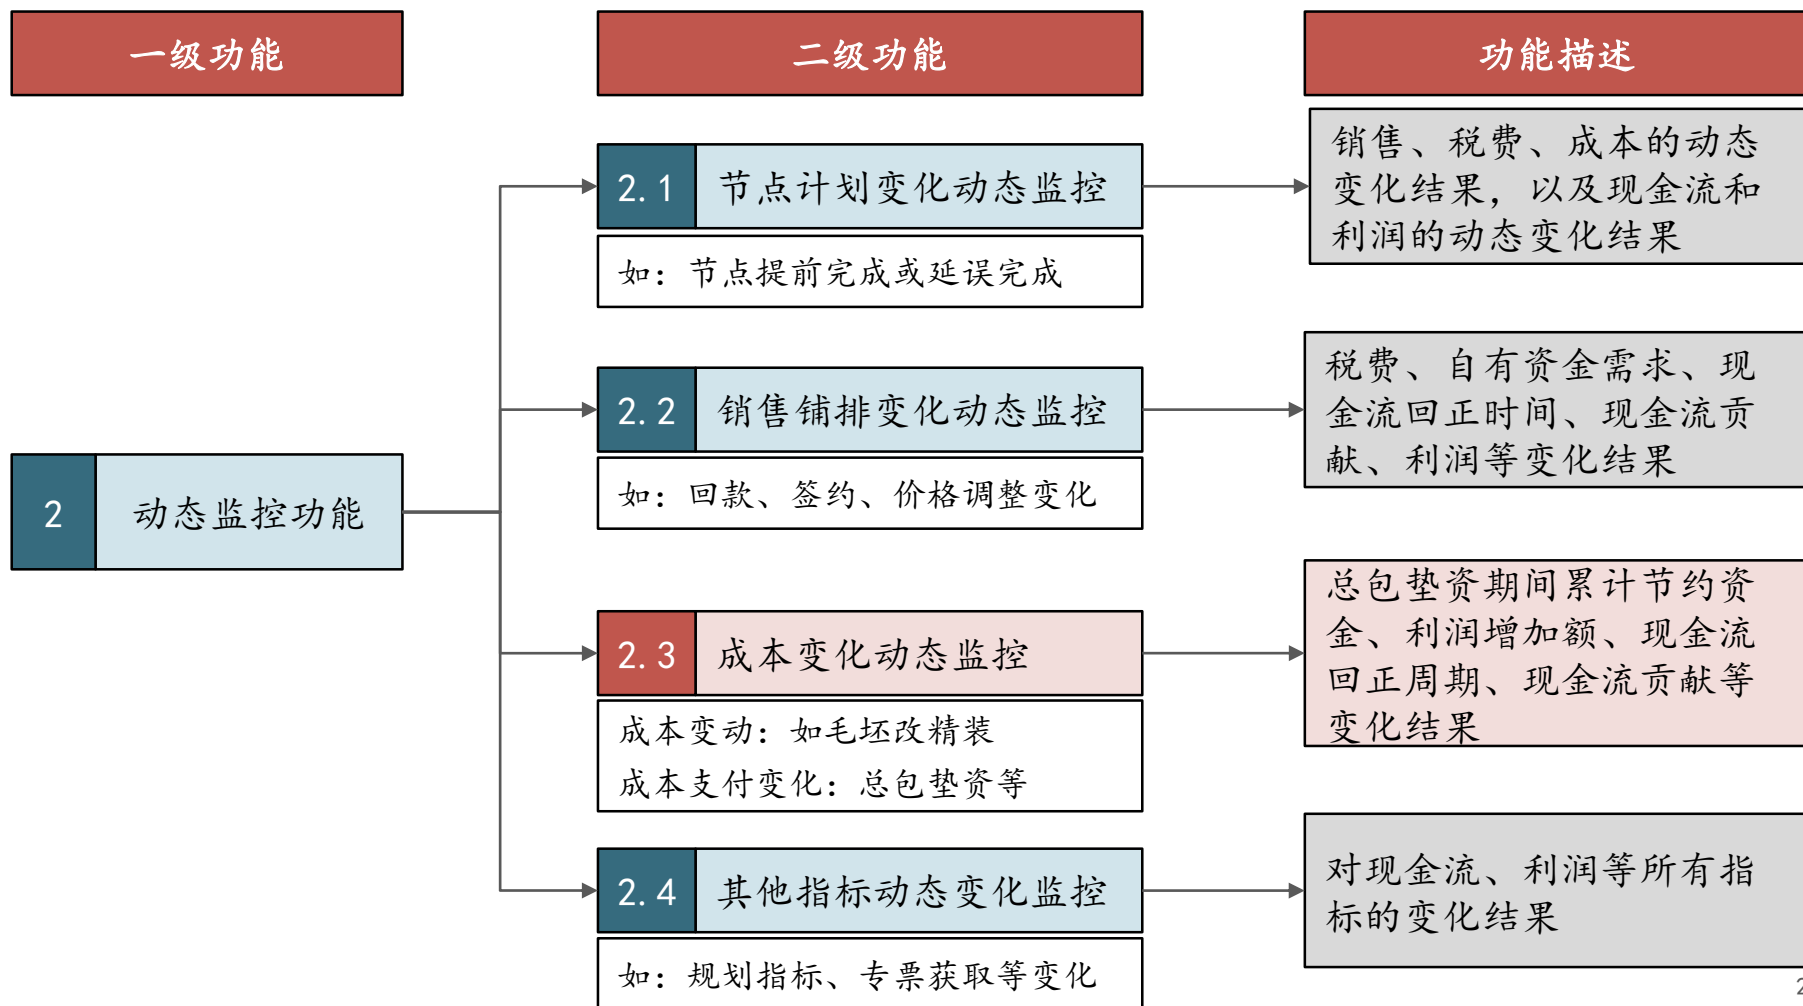 一级功能
二级功能
功能描述
2.1 节点计划变化动态监控
如：节点提前完成或延误完成
销售、税费、成本的动态
变化结果，以及现金流和
利润的动态变化结果
2.2 销售铺排变化动态监控
如：回款、签约、价格调整变化
税费、自有资金需求、现
金流回正时间、现金流贡
献、利润等变化结果
2 动态监控功能
2.3 成本变化动态监控
成本变动：如毛坯改精装
成本支付变化：总包垫资等
总包垫资期间累计节约资
金、利润增加额、现金流
回正周期、现金流贡献等
变化结果
2.4 其他指标动态变化监控
如：规划指标、专票获取等变化
对现金流、利润等所有指
标的变化结果
2